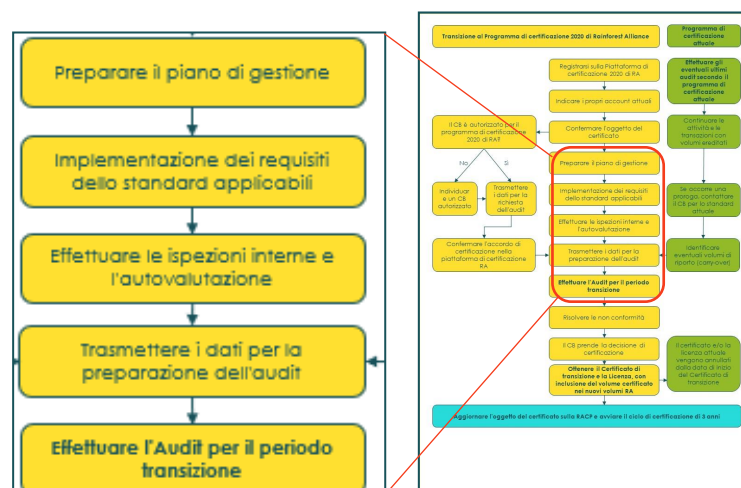 Preparare il piano di gestione
Implementazione dei requisiti
dello standard applicabili
Effettuare le ispezioni interne e
l'autovalutazione
Trasmettere i dati per la
preparazione dell'audit
Effettuare l'Audit per il periodo
transizione
Transizione al Programma di certificazione 2020 di Rainforest Alliance
Programma di
certificazione
attuale
Registrarsi sulla Piattaforma di
certificazione 2020 di RA
Effettuare gli
eventuali ultimi
audit secondo il
programma di
certificazione
attuale
Indicare i propri account attuali
Il CB è autorizzato per il
programma di certificazione
2020 di RA?
Confermare l'oggetto del
certificato
Continuare le
attività e le
transazioni con
volumi ereditati
No
Sì
Preparare il piano di gestione
Individuar
e un CB
autorizzato
Trasmettere
i dati per la
richiesta
dell'audit
Implementazione dei requisiti
dello standard applicabili
Se occorre una
proroga, contattare
il CB per lo standard
attuale
Effettuare le ispezioni interne e
l'autovalutazione
Confermare l'accordo di
certificazione nella
piattaforma di certificazione
RA
Trasmettere i dati per la
preparazione dell'audit
Identificare
eventuali volumi di
riporto (carry-over)
Effettuare l'Audit per il periodo
transizione
Risolvere le non conformità
Il CB prende la decisione di
certificazione
Ottenere il Certificato di
transizione e la Licenza, con
inclusione del volume certificato
nei nuovi volumi RA
Il certificato e/o la
licenza attuale
vengono annullati
dalla data di inizio
del Certificato di
transizione
Aggiornare l'oggetto del certificato sulla RACP e avviare il ciclo di certificazione di 3 anni